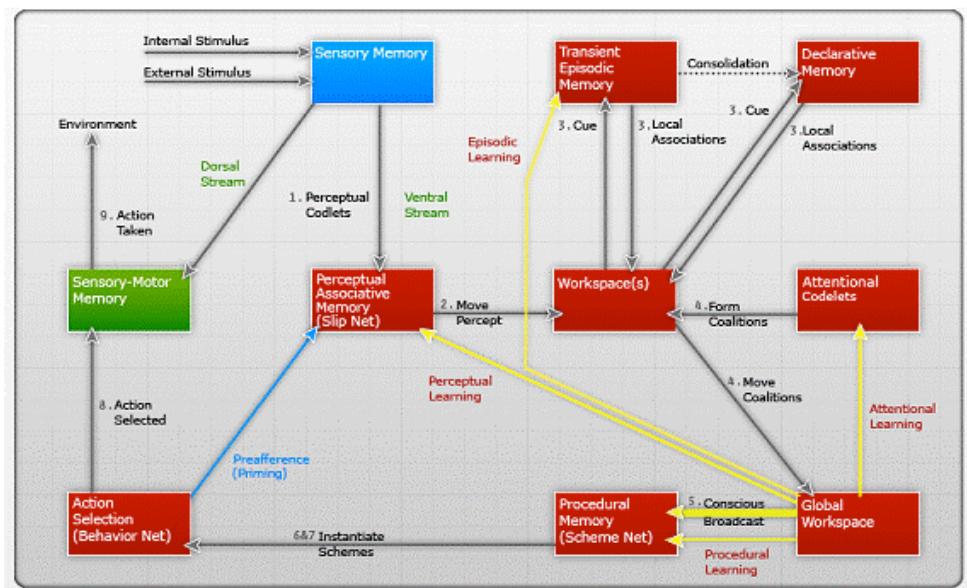 Internal Stimulus
External Stimulus
Sensory Memory
Transient
Episodic
Memory
Consolidation
Declarative
Memory
Environment
Dorsal
Stream
1. Perceptual
Codlets
Ventral
Stream
Episodic
Learning
3. Cue
3. Local
Associations
3. Cue
3. Local
Associations
9. Action
Taken
Sensory-Motor
Memory
Perceptual
Associative
Memory
(Slip Net)
2. Move
Percept
Workspace(s)
4. Form
Coalitions
Attentional
Codelets
8. Action
Selected
Perceptual
Learning
4. Move
Coalitions
Attentional
Learning
Preafference
(Priming)
Action
Selection
(Behavior Net)
6&7 Instantiate
Schemes
Procedural
Memory
(Scheme Net)
5. Conscious
Broadcast
Procedural
Learning
Global
Workspace